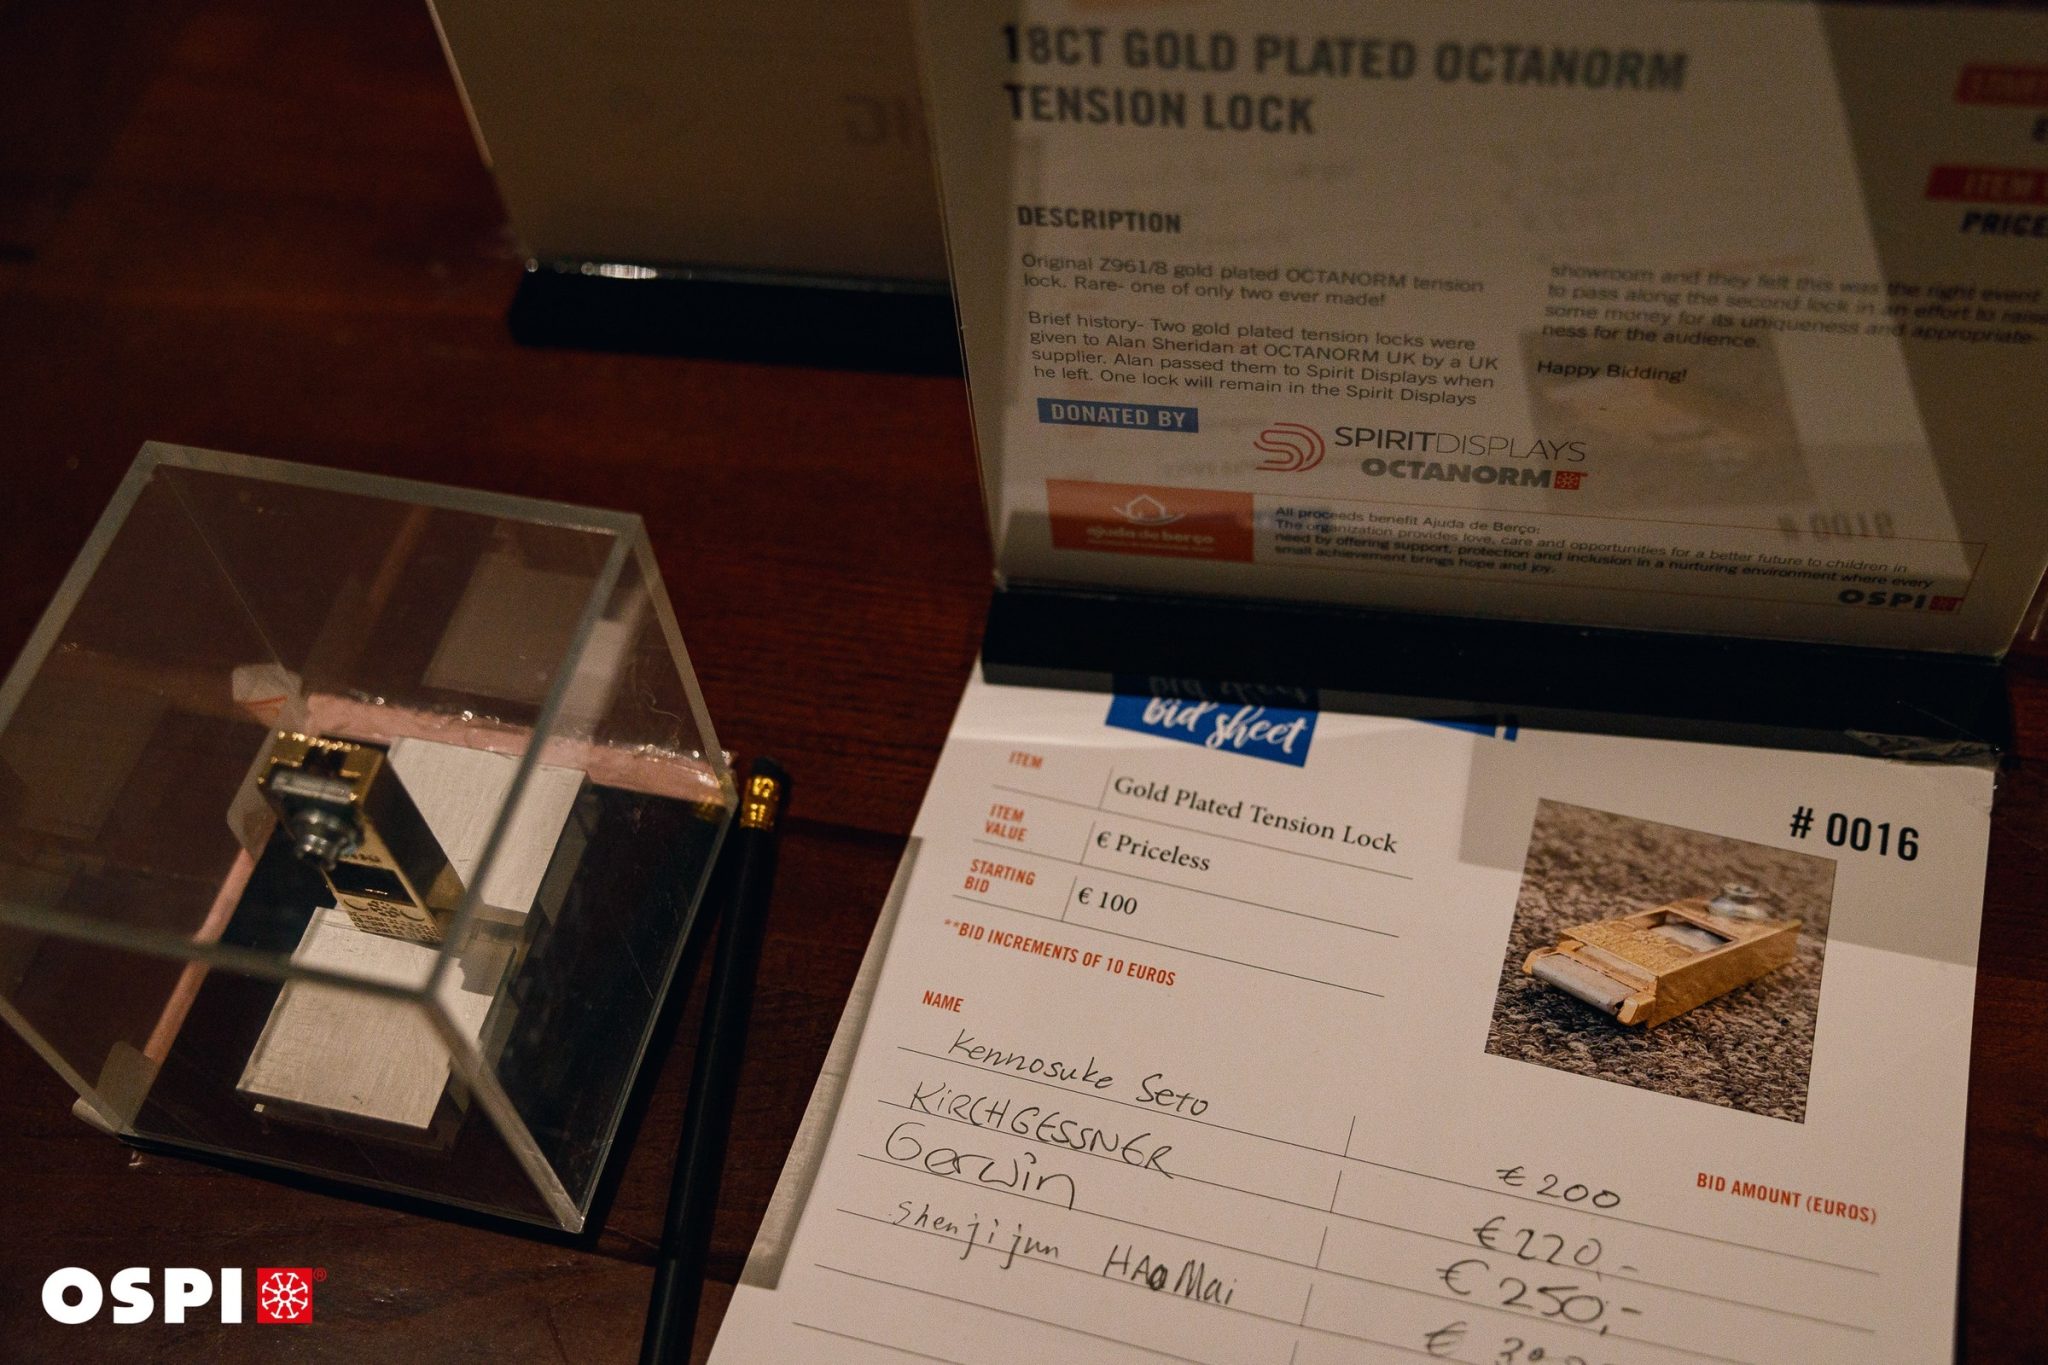 18CT GOLD PLATED OCTANORM
TENSION LOCK
DESCRIPTION
Original Z961/8 gold plated OCTANORM tension
lock. Rare- one of only two ever made!
Brief history- Two gold plated tension locks were
given to Alan Sheridan at OCTANORM UK by a UK
supplier. Alan passed them to Spirit Displays when
he left. One lock will remain in the Spirit Displays
showroom and they felt this was the right event
to pass along the second lock in an effort to raise
some money for its uniqueness and appropriate-
ness for the audience.
Happy Bidding!
ITEM
PRICE
DONATED BY
SPIRITDISPLAYS
OCTANORM
ajuda de berço
All proceeds benefit Ajuda de Berço:
The organization provides love, care and opportunities for a better future to children in
need by offering support, protection and inclusion in a nurturing environment where every
small achievement brings hope and joy.
OSPI
bid sheet
# 0016
ITEM Gold Plated Tension Lock
ITEM VALUE € Priceless
STARTING BID € 100
**BID INCREMENTS OF 10 EUROS
NAME
BID AMOUNT (EUROS)
Kennosuke Seto € 200
KIRCHGESSNER € 220,-
Gerwin € 250,-
Shenjijun HAOMai €
OSPI ®